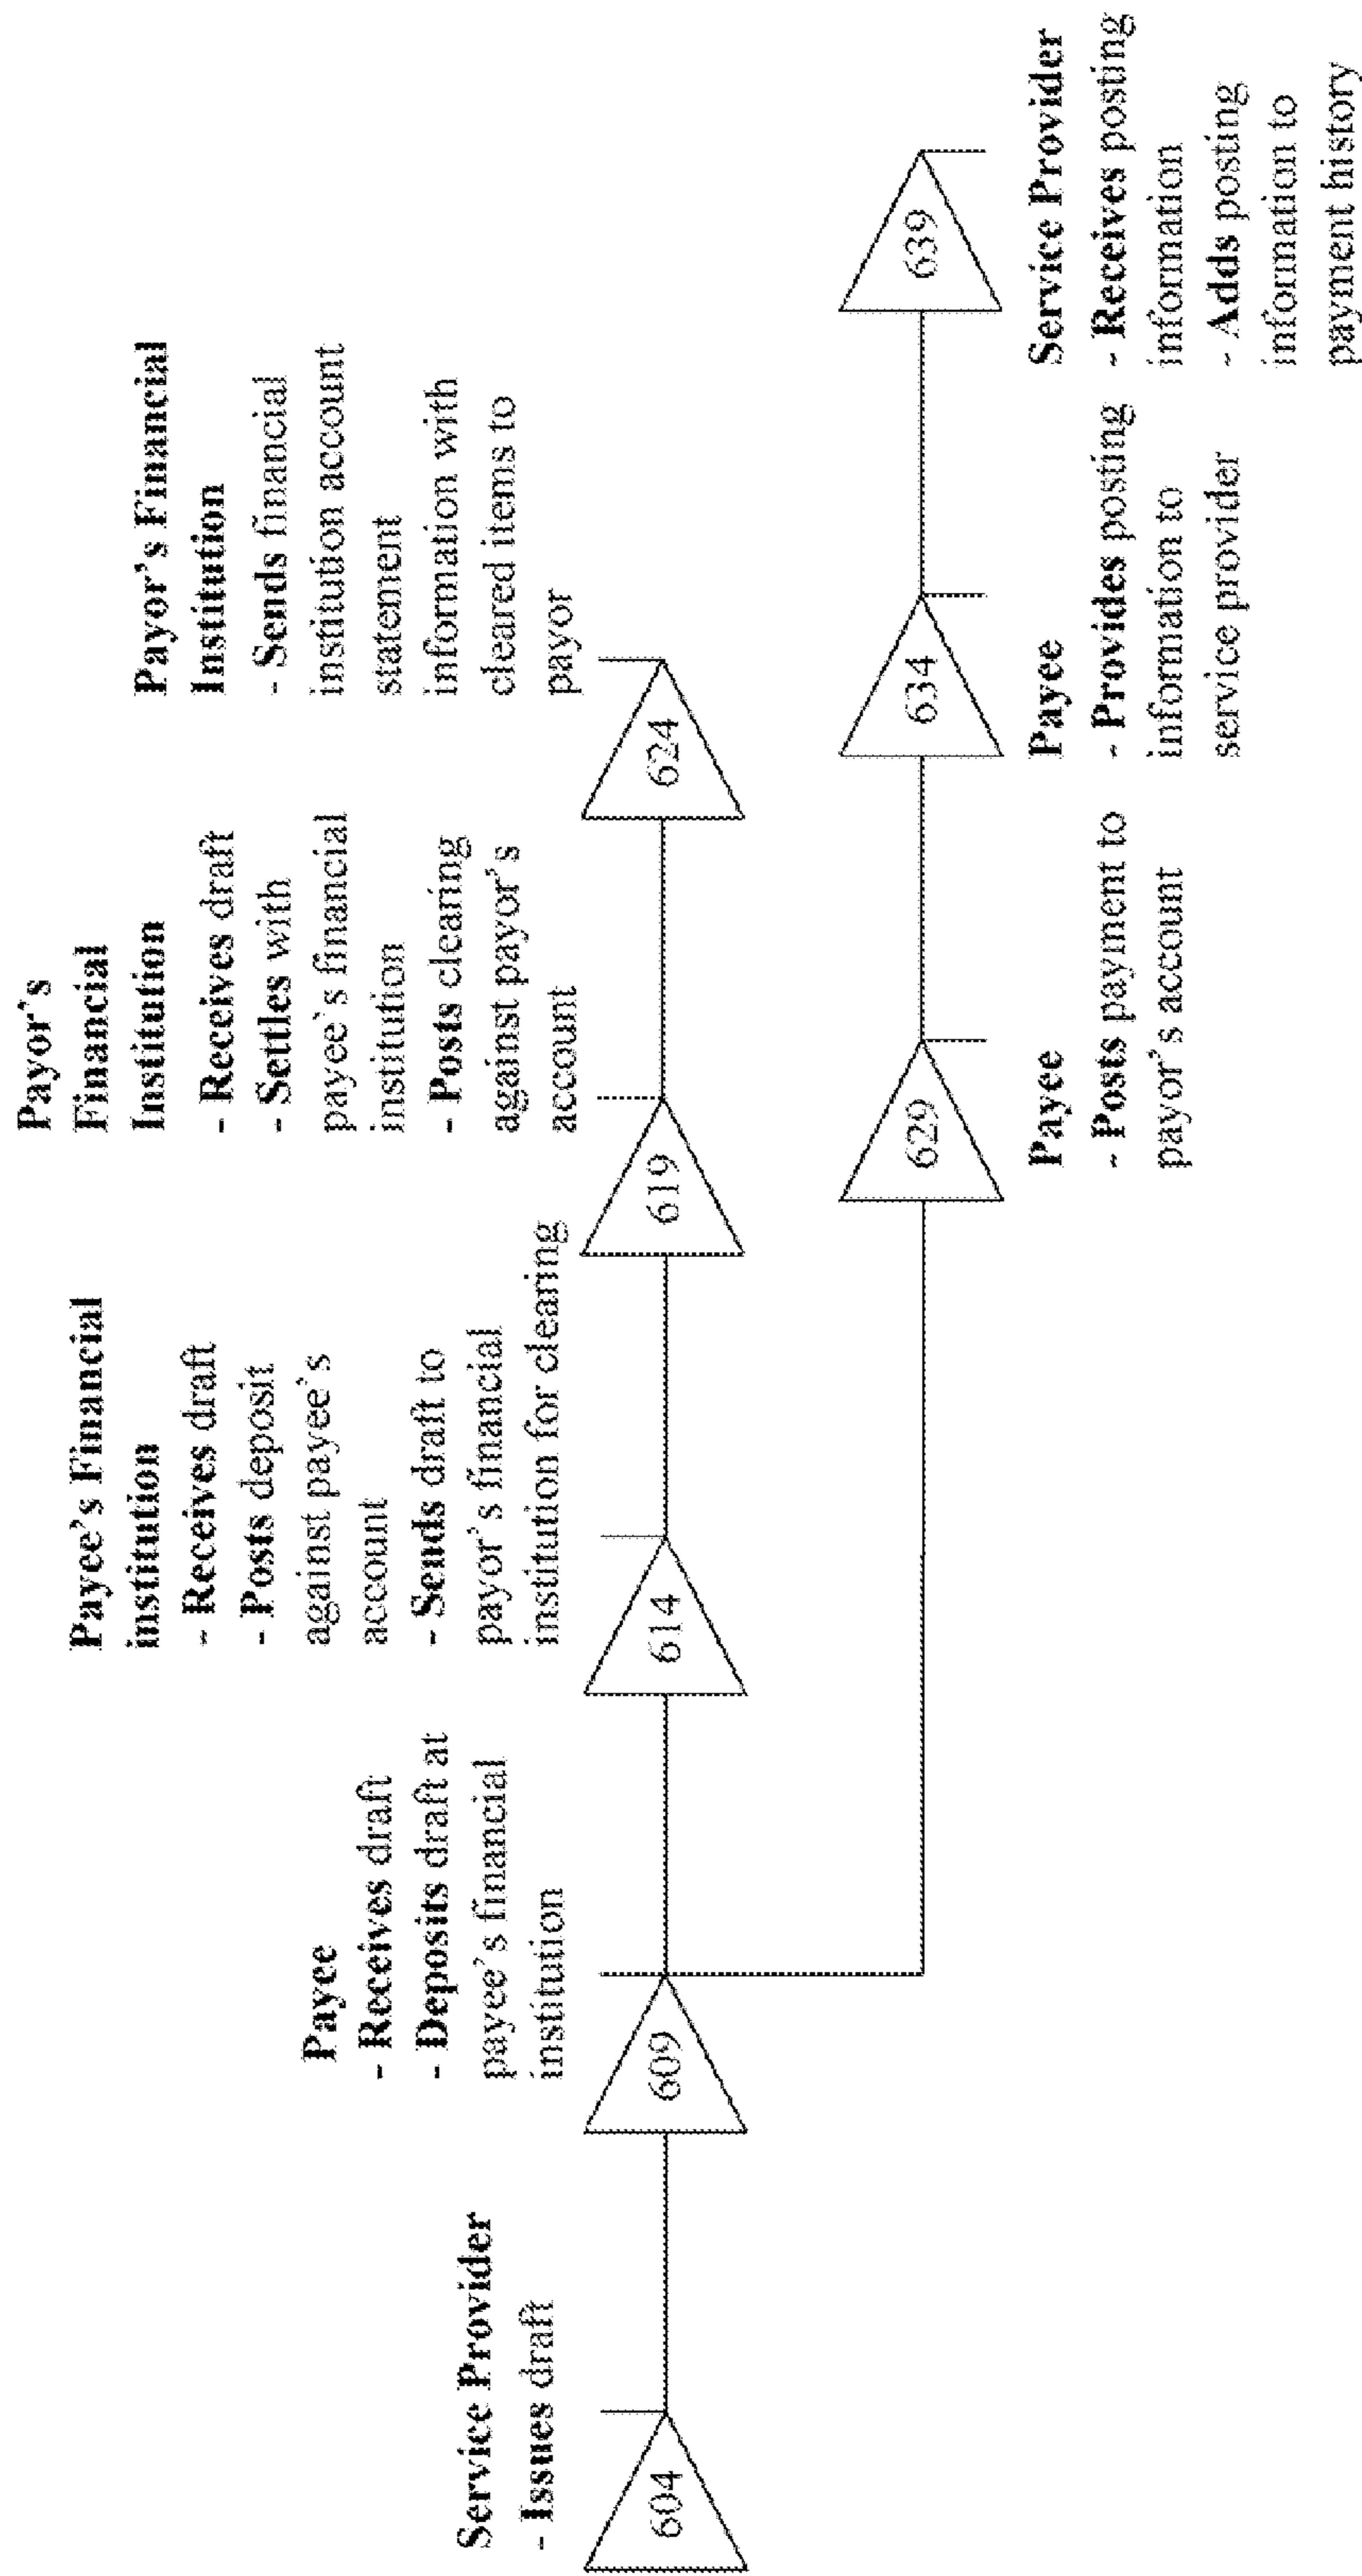 Service Provider
- Issues draft
604
Payee
- Receives draft
- Deposits draft at
payee's financial
institution
609
Payee's Financial
institution
- Receives draft
- Posts deposit
against payee's
account
- Sends draft to
payor's financial
institution for clearing
614
Payor's
Financial
Institution
- Receives draft
- Settles with
payee's financial
institution
- Posts clearing
against payor's
account
619
Payor's Financial
Institution
- Sends financial
institution account
statement
information with
cleared items to
payor
624
629
Payee
- Posts payment to
payor's account
634
Payee
- Provides posting
information to
service provider
639
Service Provider
- Receives posting
information
- Adds posting
information to
payment history